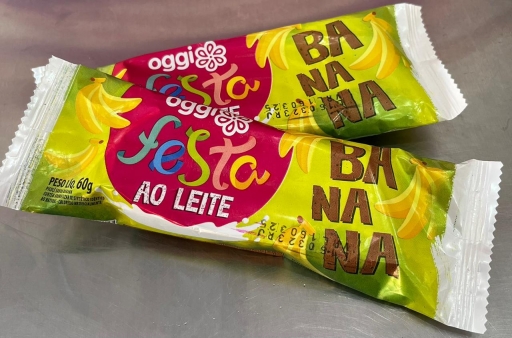 oggi
festa
BA
NA
NA
oggi
festa
AO LEITE
PESO LÍQ. 60g
BA
NA
NA